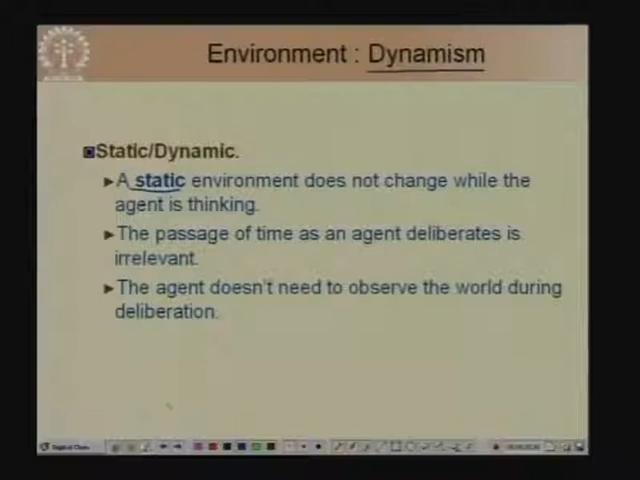 Environment : Dynamism
Static/Dynamic.
A static environment does not change while the
agent is thinking.
The passage of time as an agent deliberates is
irrelevant.
The agent doesn't need to observe the world during
deliberation.